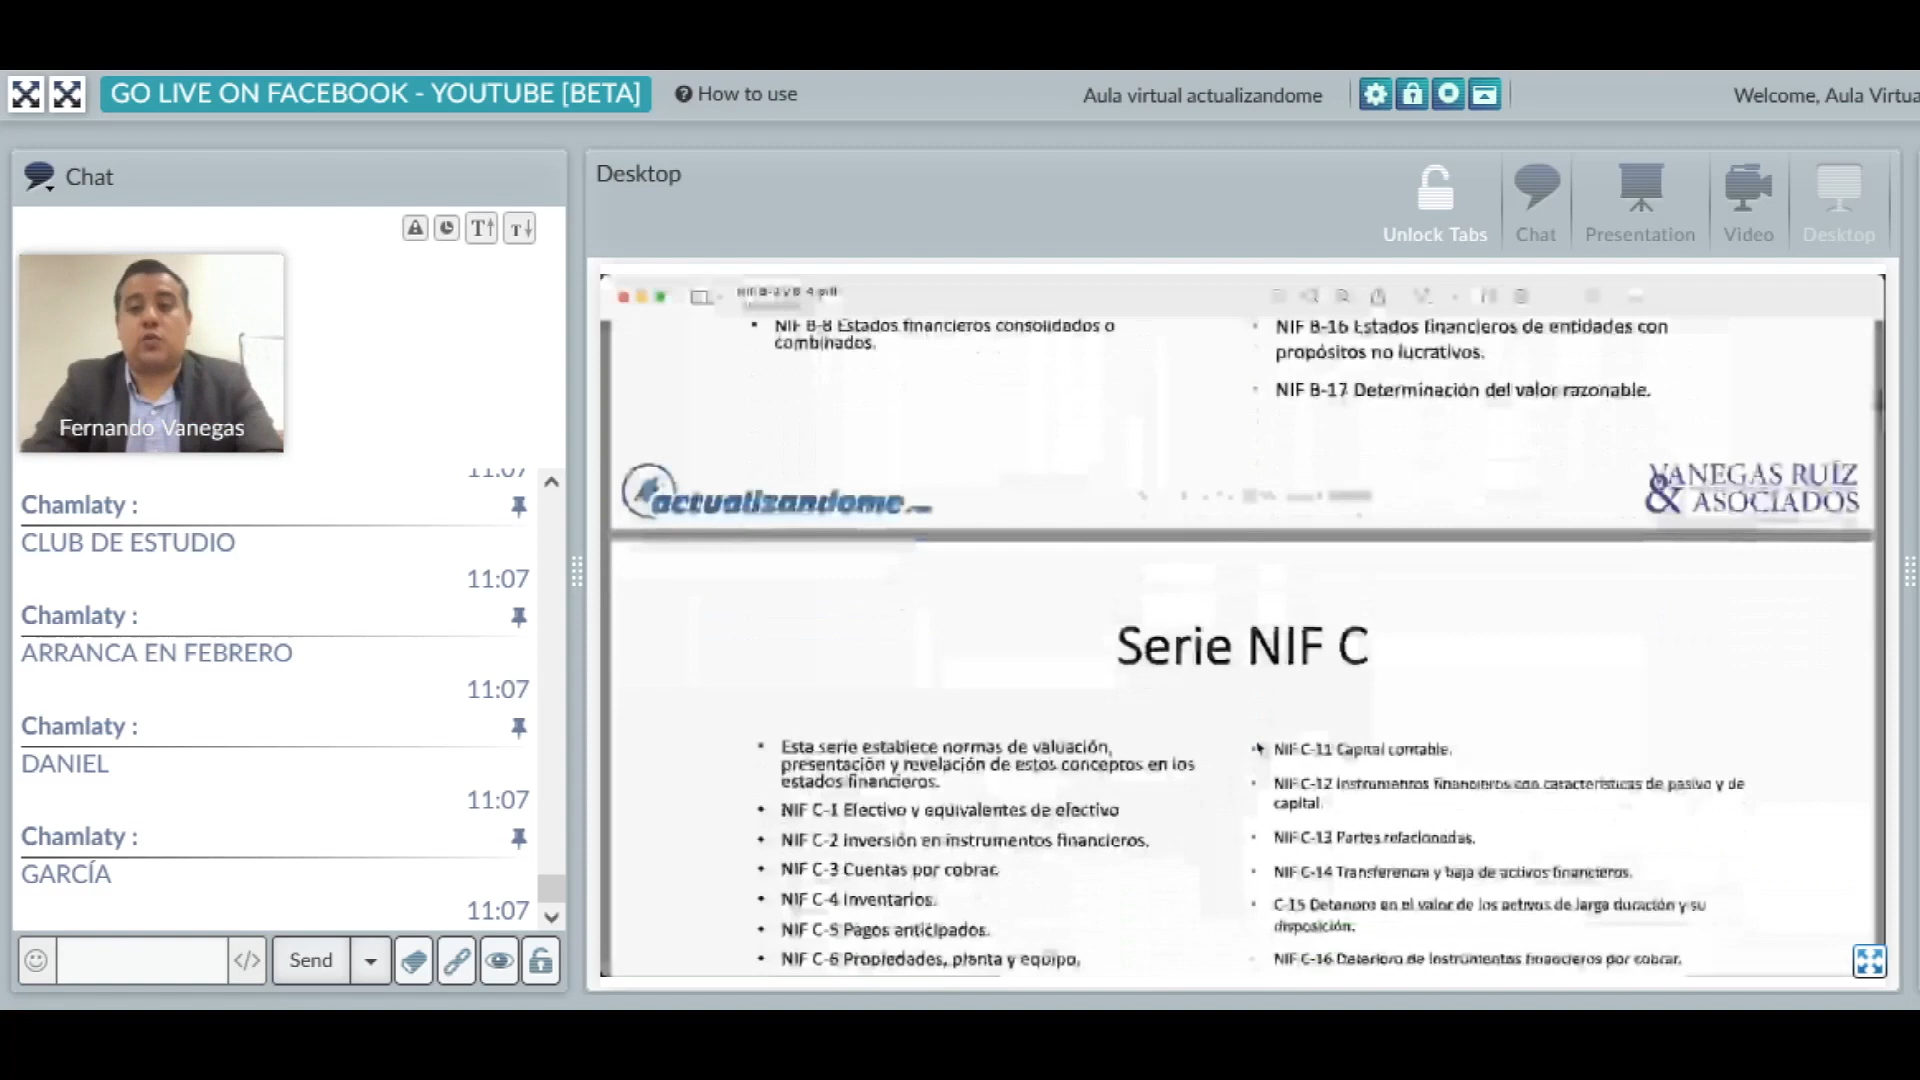 GO LIVE ON FACEBOOK - YOUTUBE [BETA]
How to use
Aula virtual actualizandome
Welcome, Aula Virtua
Chat
Fernando Vanegas
11:07
Chamlaty :
CLUB DE ESTUDIO
11:07
Chamlaty :
ARRANCA EN FEBRERO
11:07
Chamlaty :
DANIEL
11:07
Chamlaty :
GARCÍA
11:07
Send
Desktop
Unlock Tabs
Chat
Presentation
Video
Desktop
NIF B-8 Estados financieros consolidados o
combinados.
NIF B-16 Estados financieros de entidades con
propósitos no lucrativos.
NIF B-17 Determinación del valor razonable.
actualizandome
VANEGAS RUÍZ
& ASOCIADOS
Serie NIF C
• Esta serie establece normas de valuación,
presentación y revelación de estos conceptos en los
estados financieros.
• NIF C-1 Efectivo y equivalentes de efectivo
• NIF C-2 Inversión en instrumentos financieros.
• NIF C-3 Cuentas por cobrar.
• NIF C-4 Inventarios.
• NIF C-5 Pagos anticipados.
• NIF C-6 Propiedades, planta y equipo,
• NIF C-11 Capital contable.
• NIF C-12 Instrumentos financieros con características de pasivo y de
capital.
• NIF C-13 Partes relacionadas.
• NIF C-14 Transferencia y baja de activos financieros.
• C-15 Deterioro en el valor de los activos de larga duración y su
disposición.
NIF C-16 Deterioro de instrumentos financieros por cobrar.